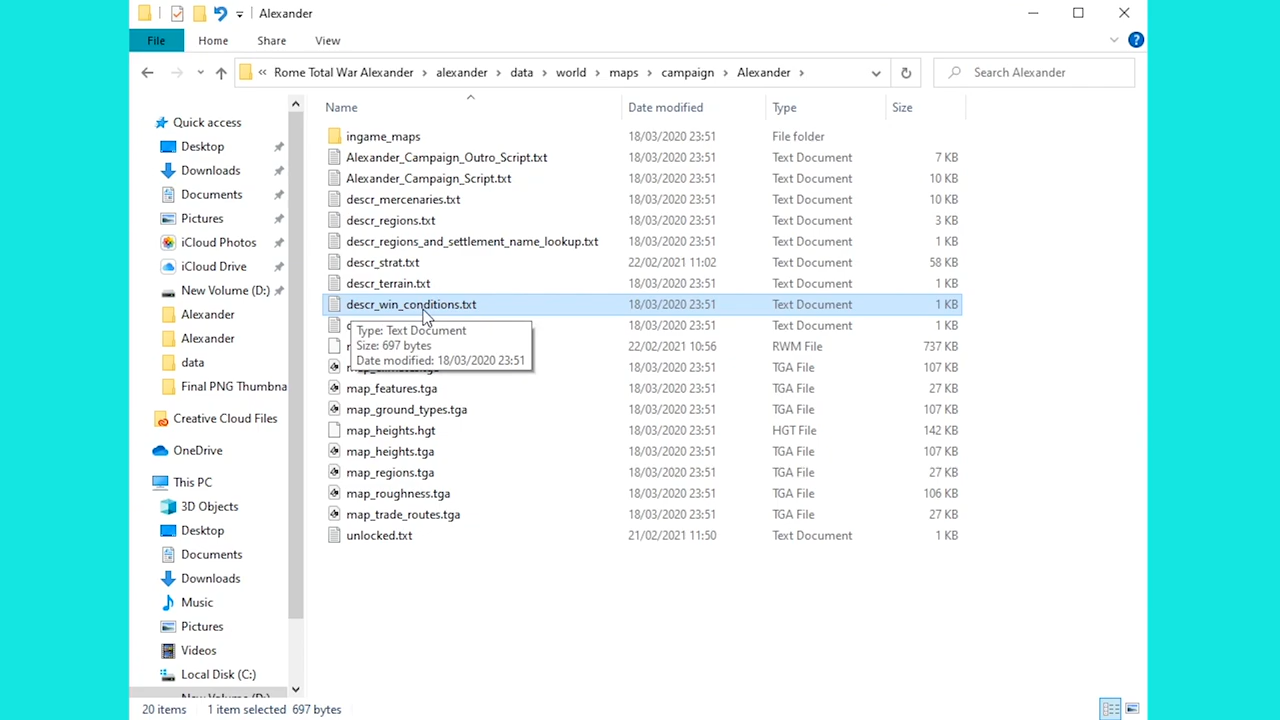 Alexander
File Home Share View
« Rome Total War Alexander › alexander › data › world › maps › campaign › Alexander ›
Search Alexander
Name Date modified Type Size
Quick access
Desktop
Downloads
Documents
Pictures
iCloud Photos
iCloud Drive
New Volume (D:)
Alexander
Alexander
data
Final PNG Thumbna
Creative Cloud Files
OneDrive
This PC
3D Objects
Desktop
Documents
Downloads
Music
Pictures
Videos
Local Disk (C:)
New Volume (D:)
ingame_maps 18/03/2020 23:51 File folder
Alexander_Campaign_Outro_Script.txt 18/03/2020 23:51 Text Document 7 KB
Alexander_Campaign_Script.txt 18/03/2020 23:51 Text Document 10 KB
descr_mercenaries.txt 18/03/2020 23:51 Text Document 10 KB
descr_regions.txt 18/03/2020 23:51 Text Document 3 KB
descr_regions_and_settlement_name_lookup.txt 18/03/2020 23:51 Text Document 1 KB
descr_strat.txt 22/02/2021 11:02 Text Document 58 KB
descr_terrain.txt 18/03/2020 23:51 Text Document 1 KB
descr_win_conditions.txt 18/03/2020 23:51 Text Document 1 KB
18/03/2020 23:51 Text Document 1 KB
22/02/2021 10:56 RWM File 737 KB
18/03/2020 23:51 TGA File 107 KB
map_features.tga 18/03/2020 23:51 TGA File 27 KB
map_ground_types.tga 18/03/2020 23:51 TGA File 107 KB
map_heights.hgt 18/03/2020 23:51 HGT File 142 KB
map_heights.tga 18/03/2020 23:51 TGA File 107 KB
map_regions.tga 18/03/2020 23:51 TGA File 27 KB
map_roughness.tga 18/03/2020 23:51 TGA File 106 KB
map_trade_routes.tga 18/03/2020 23:51 TGA File 27 KB
unlocked.txt 21/02/2021 11:50 Text Document 1 KB
Type: Text Document
Size: 697 bytes
Date modified: 18/03/2020 23:51
20 items 1 item selected 697 bytes